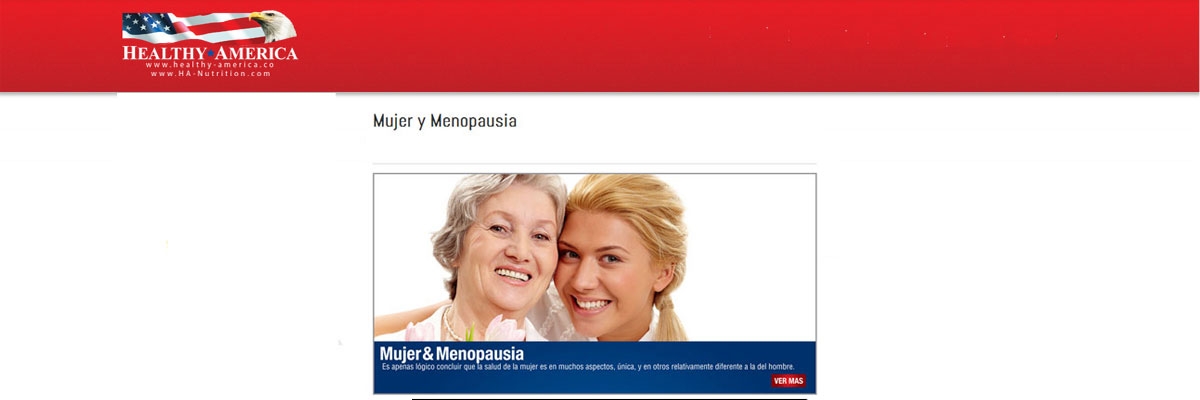 HEALTHY AMERICA
www.healthy-america.co
www.HA-Nutrition.com
Mujer y Menopausia
Mujer & Menopausia
Es apenas lógico concluir que la salud de la mujer es en muchos aspectos, única, y en otros relativamente diferente a la del hombre.
VER MAS